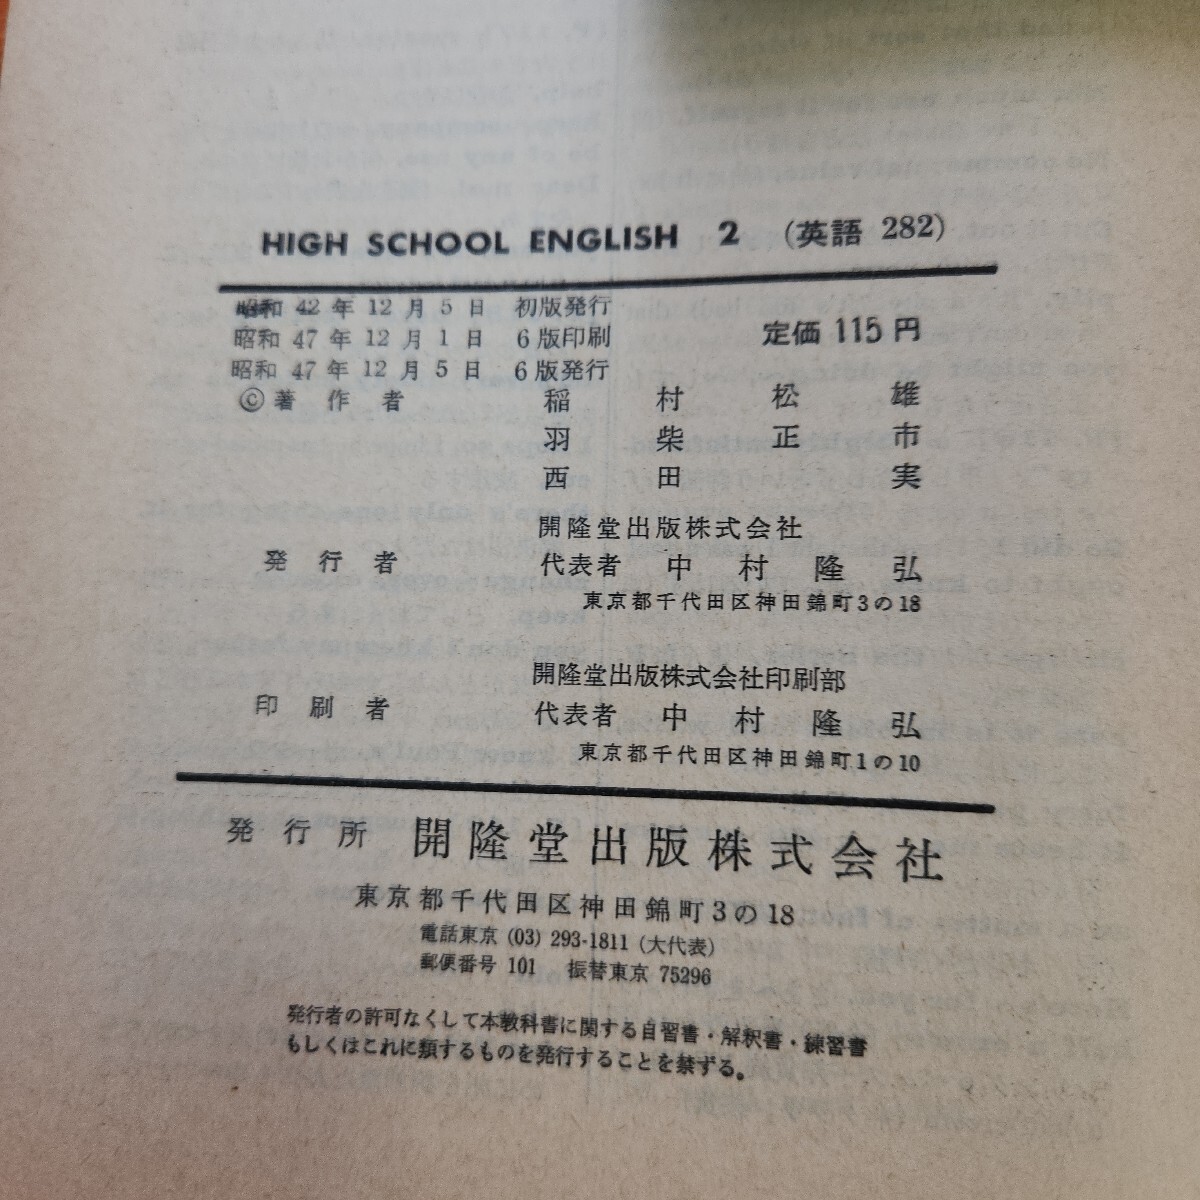 HIGH SCHOOL ENGLISH 2 (英語 282)
昭和 42 年 12 月 5 日 初版発行
昭和 47 年 12 月 1 日 6 版印刷
昭和 47 年 12 月 5 日 6 版発行
定価 115 円
©著作者 稲村松雄
羽柴正市
西田実
開隆堂出版株式会社
発行者 代表者 中村隆弘
東京都千代田区神田錦町3の18
開隆堂出版株式会社印刷部
印刷者 代表者 中村隆弘
東京都千代田区神田錦町1の10
発行所 開隆堂出版株式会社
東京都千代田区神田錦町3の18
電話東京 (03) 293-1811 (大代表)
郵便番号 101 振替東京 75296
発行者の許可なくして本教科書に関する自習書・解釈書・練習書
もしくはこれに類するものを発行することを禁ずる。